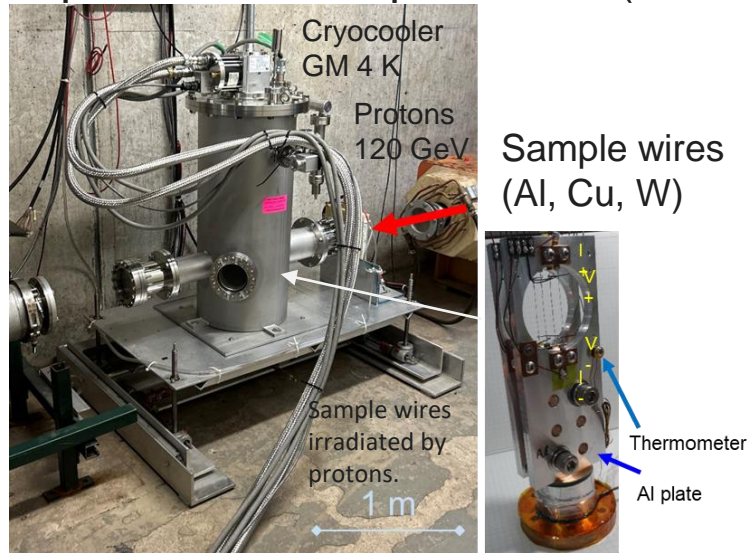 Cryocooler
GM 4 K
Protons
120 GeV
Sample wires
(Al, Cu, W)
I
+
V
+
V
-
I
-
Thermometer
Al plate
Sample wires
irradiated by
protons.
1 m